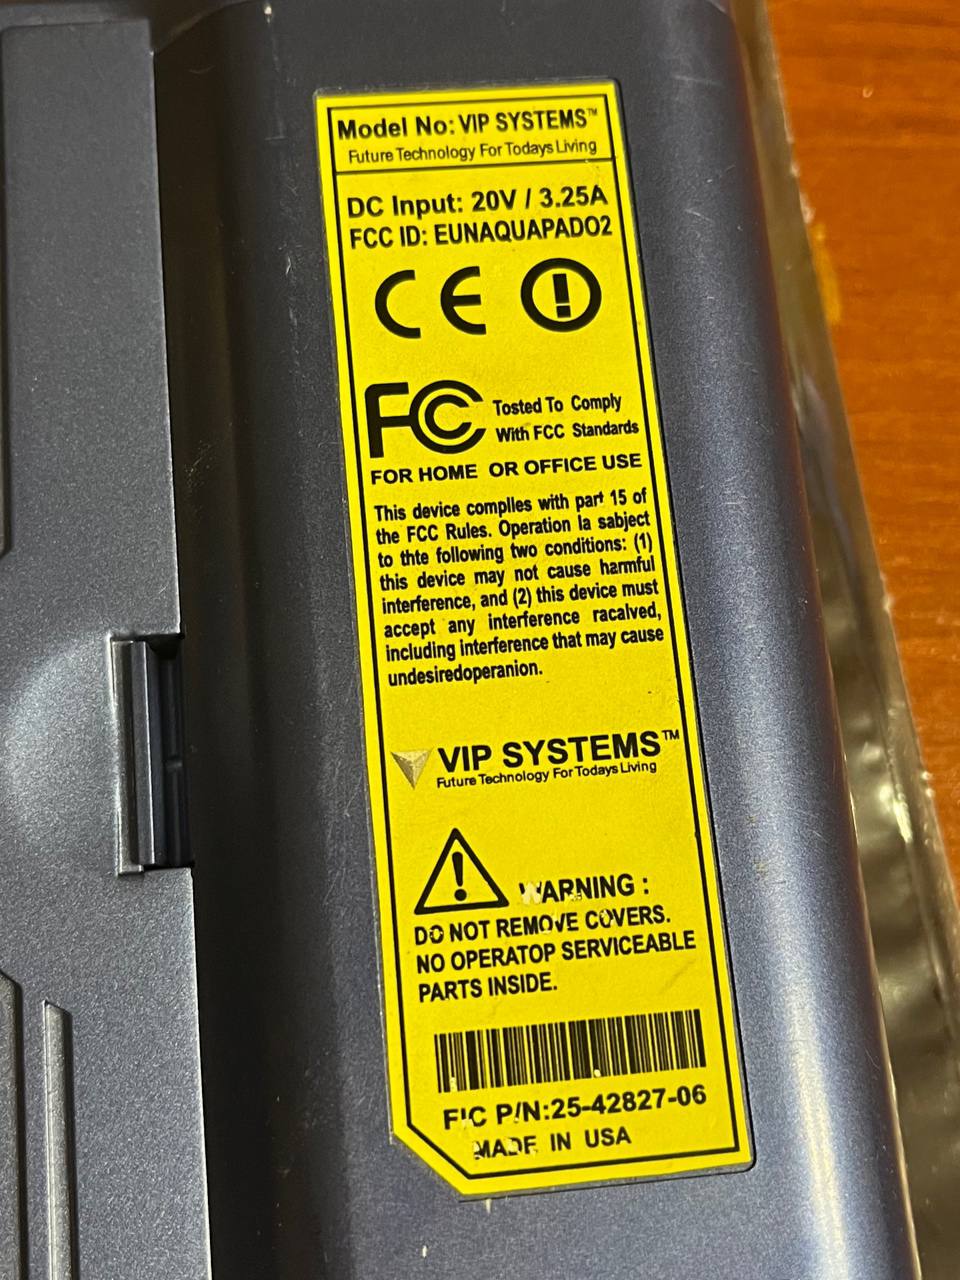 Model No: VIP SYSTEMS™
Future Technology For Todays Living
DC Input: 20V / 3.25A
FCC ID: EUNAQUAPADO2
CE
FC Tosted To Comply
With FCC Standards
FOR HOME OR OFFICE USE
This device complles with part 15 of
the FCC Rules. Operation la sabject
to thte following two conditions: (1)
this device may not cause harmful
interference, and (2) this device must
accept any interference racalved,
including interference that may cause
undesiredoperanion.
VIP SYSTEMS™
Future Technology For Todays Living
WARNING :
DO NOT REMOVE COVERS.
NO OPERATOP SERVICEABLE
PARTS INSIDE.
FIC P/N:25-42827-06
MADE IN USA